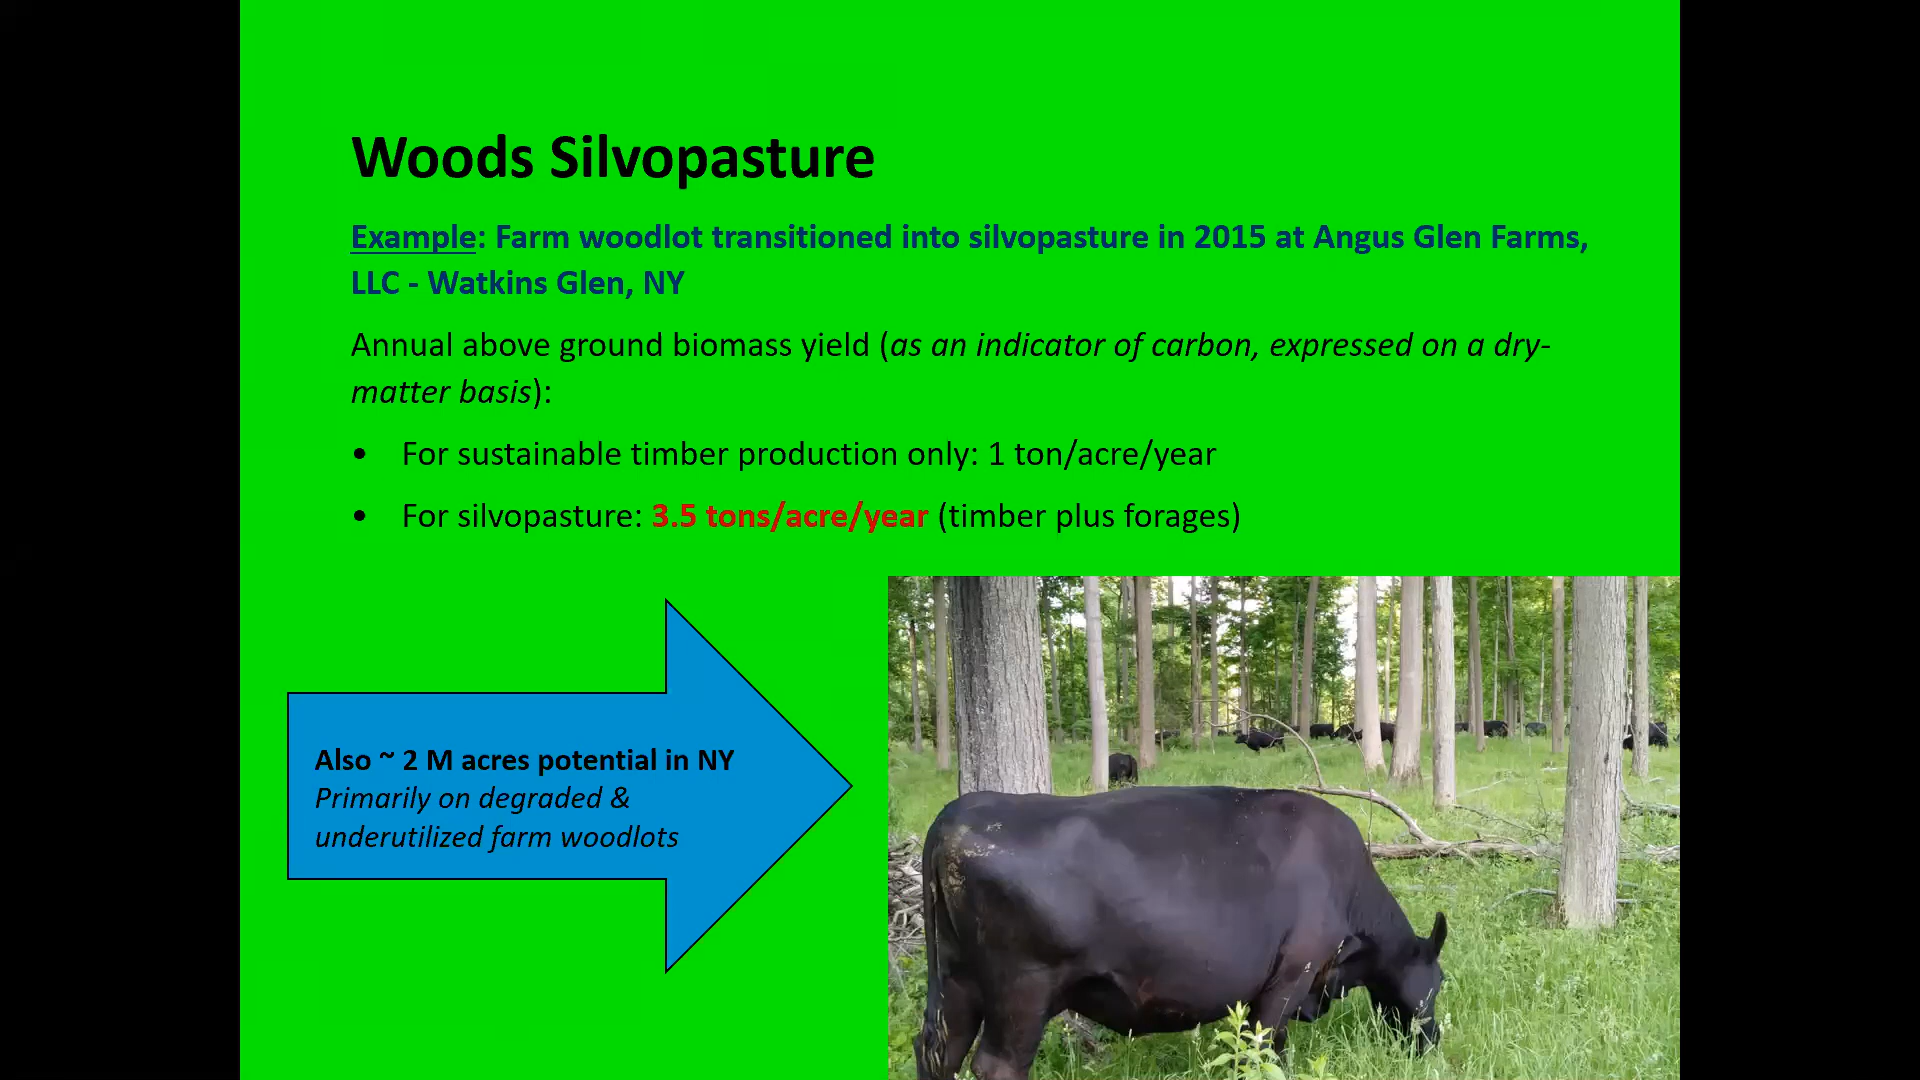 Woods Silvopasture
Example: Farm woodlot transitioned into silvopasture in 2015 at Angus Glen Farms,
LLC - Watkins Glen, NY
Annual above ground biomass yield (as an indicator of carbon, expressed on a dry-
matter basis):
• For sustainable timber production only: 1 ton/acre/year
• For silvopasture: 3.5 tons/acre/year (timber plus forages)
Also ~ 2 M acres potential in NY
Primarily on degraded &
underutilized farm woodlots